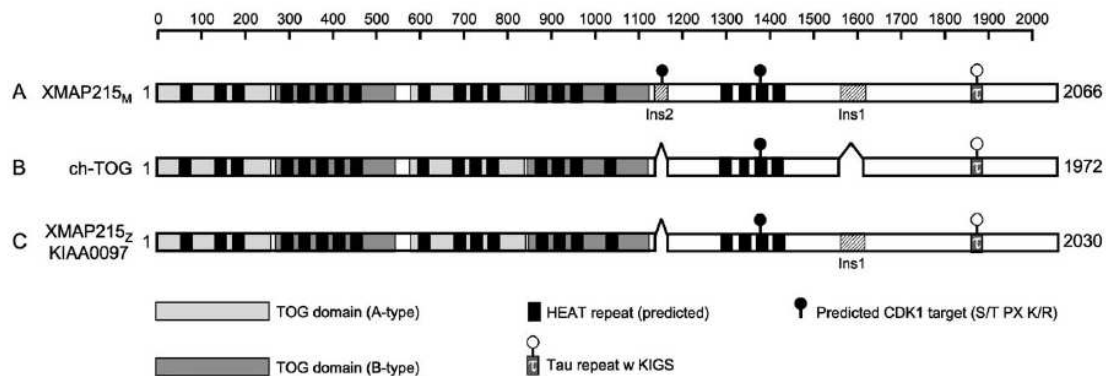 0 100 200 300 400 500 600 700 800 900 1000 1100 1200 1300 1400 1500 1600 1700 1800 1900 2000
A XMAP215M 1 2066
Ins2 Ins1
B ch-TOG 1 1972
C XMAP215Z 1 2030
KIAA0097
Ins1
TOG domain (A-type) HEAT repeat (predicted) Predicted CDK1 target (S/T PX K/R)
TOG domain (B-type) Tau repeat w KIGS